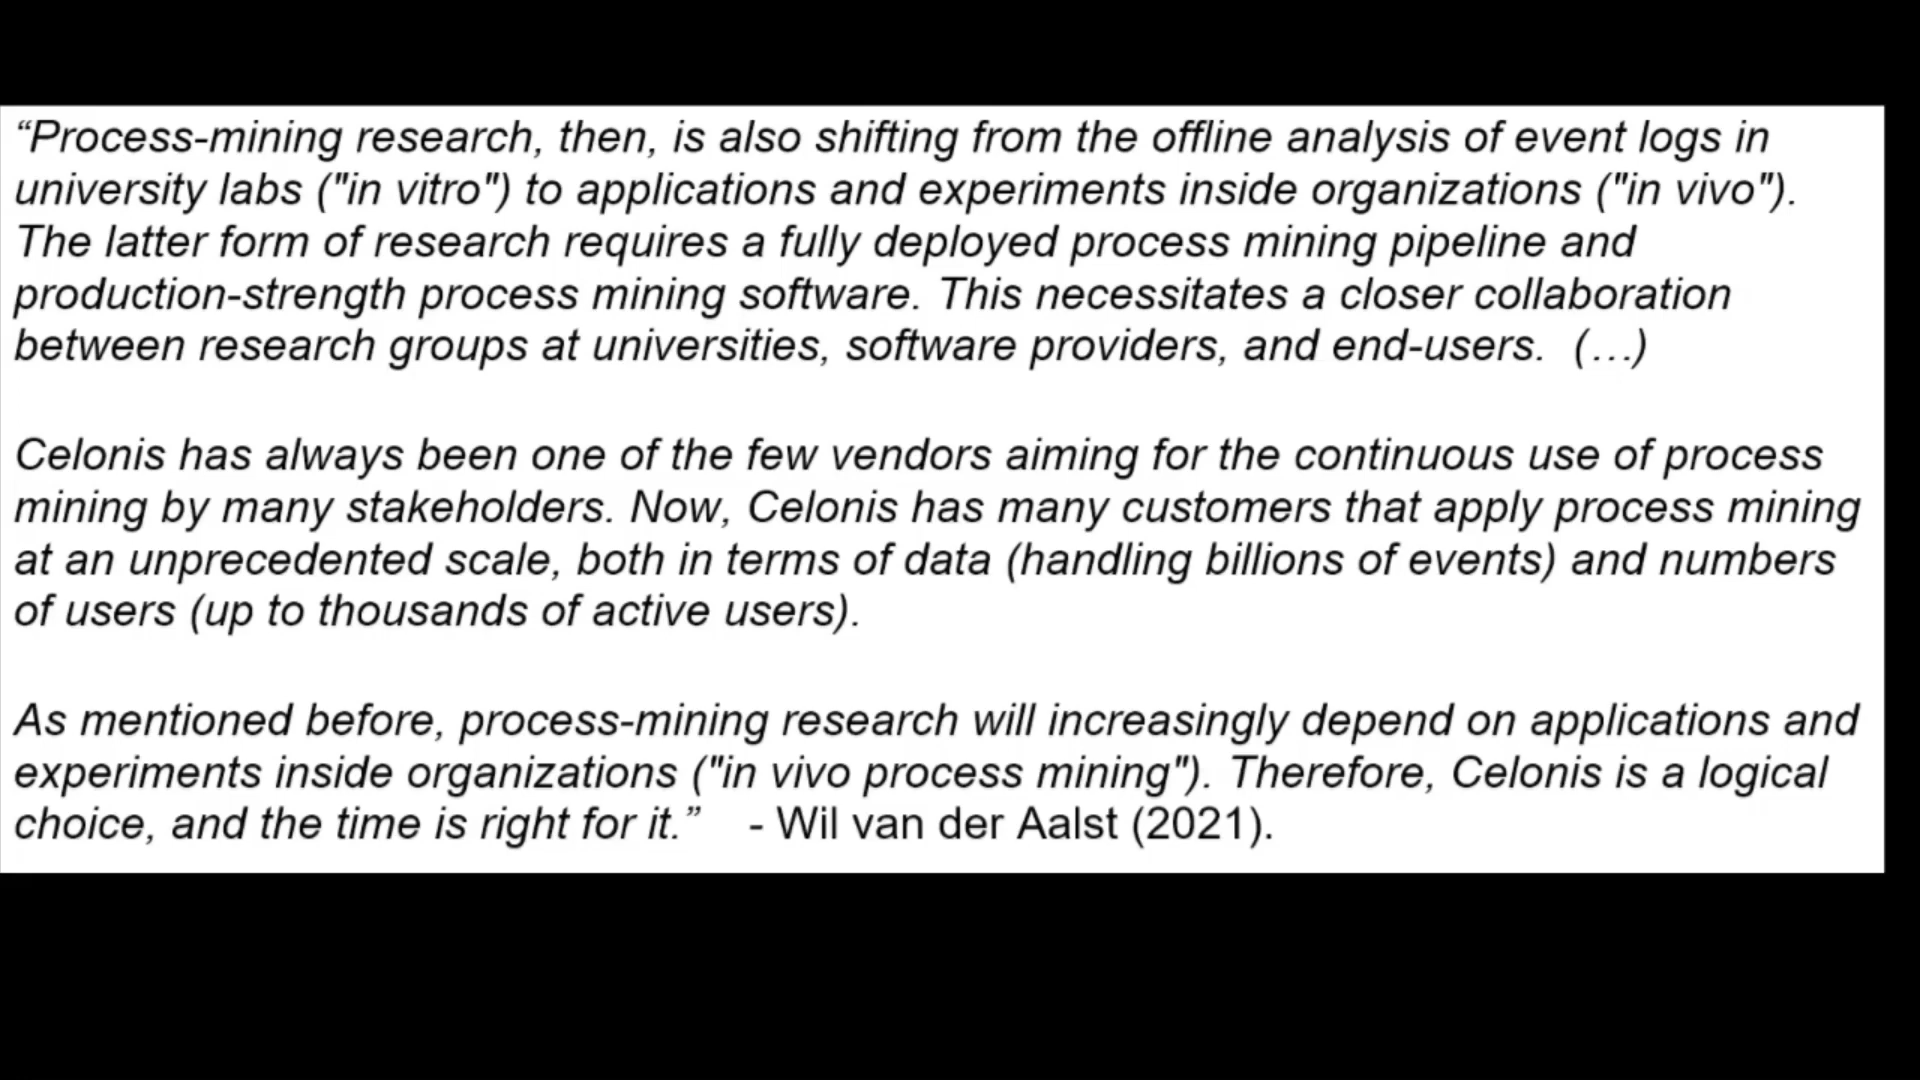 “Process-mining research, then, is also shifting from the offline analysis of event logs in
university labs ("in vitro") to applications and experiments inside organizations ("in vivo").
The latter form of research requires a fully deployed process mining pipeline and
production-strength process mining software. This necessitates a closer collaboration
between research groups at universities, software providers, and end-users. (…)
Celonis has always been one of the few vendors aiming for the continuous use of process
mining by many stakeholders. Now, Celonis has many customers that apply process mining
at an unprecedented scale, both in terms of data (handling billions of events) and numbers
of users (up to thousands of active users).
As mentioned before, process-mining research will increasingly depend on applications and
experiments inside organizations ("in vivo process mining"). Therefore, Celonis is a logical
choice, and the time is right for it.” - Wil van der Aalst (2021).